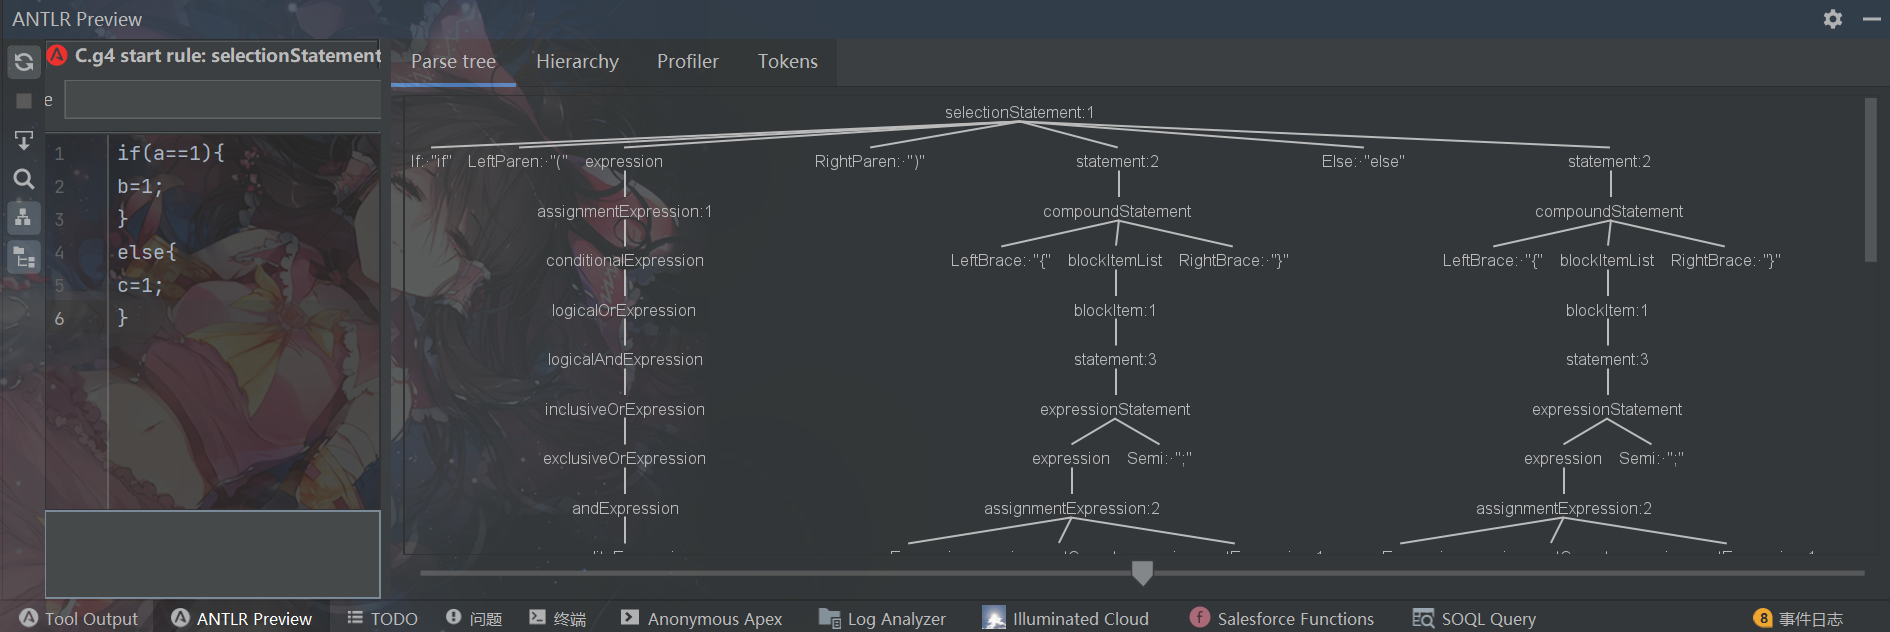 ANTLR Preview
C.g4 start rule: selectionStatement
e
1 if(a==1){
2 b=1;
3 }
4 else{
5 c=1;
6 }
Parse tree Hierarchy Profiler Tokens
selectionStatement:1
If:·"if" LeftParen:·"(" expression RightParen:·")" statement:2 Else:·"else" statement:2
assignmentExpression:1 compoundStatement compoundStatement
conditionalExpression LeftBrace:·"{" blockItemList RightBrace:·"}" LeftBrace:·"{" blockItemList RightBrace:·"}"
logicalOrExpression blockItem:1 blockItem:1
logicalAndExpression statement:3 statement:3
inclusiveOrExpression expressionStatement expressionStatement
exclusiveOrExpression expression Semi:·";" expression Semi:·";"
andExpression assignmentExpression:2 assignmentExpression:2
Tool Output ANTLR Preview TODO 问题 终端 Anonymous Apex Log Analyzer Illuminated Cloud Salesforce Functions SOQL Query 8 事件日志